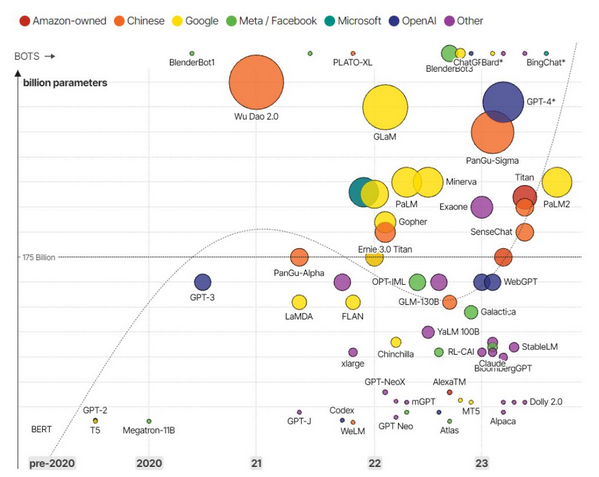 Amazon-owned Chinese Google Meta / Facebook Microsoft OpenAI Other
BOTS →
BlenderBot1 PLATO-XL BlenderBot3 ChatGPT Bard* BingChat*
billion parameters
Wu Dao 2.0
GLaM
GPT-4*
PanGu-Sigma
PaLM
Minerva
Titan
Exaone
PaLM2
Gopher
SenseChat
Ernie 3.0 Titan
175 Billion
PanGu-Alpha
OPT-IML
WebGPT
GPT-3
LaMDA
FLAN
GLM-130B
Galactica
YaLM 100B
Chinchilla
xlarge
RL-CAI
StableLM
Claude
BloombergGPT
GPT-NeoX
AlexaTM
mGPT
Dolly 2.0
GPT-2
BERT
T5
Megatron-11B
GPT-J
Codex
WeLM
GPT Neo
MT5
Atlas
Alpaca
pre-2020 2020 21 22 23